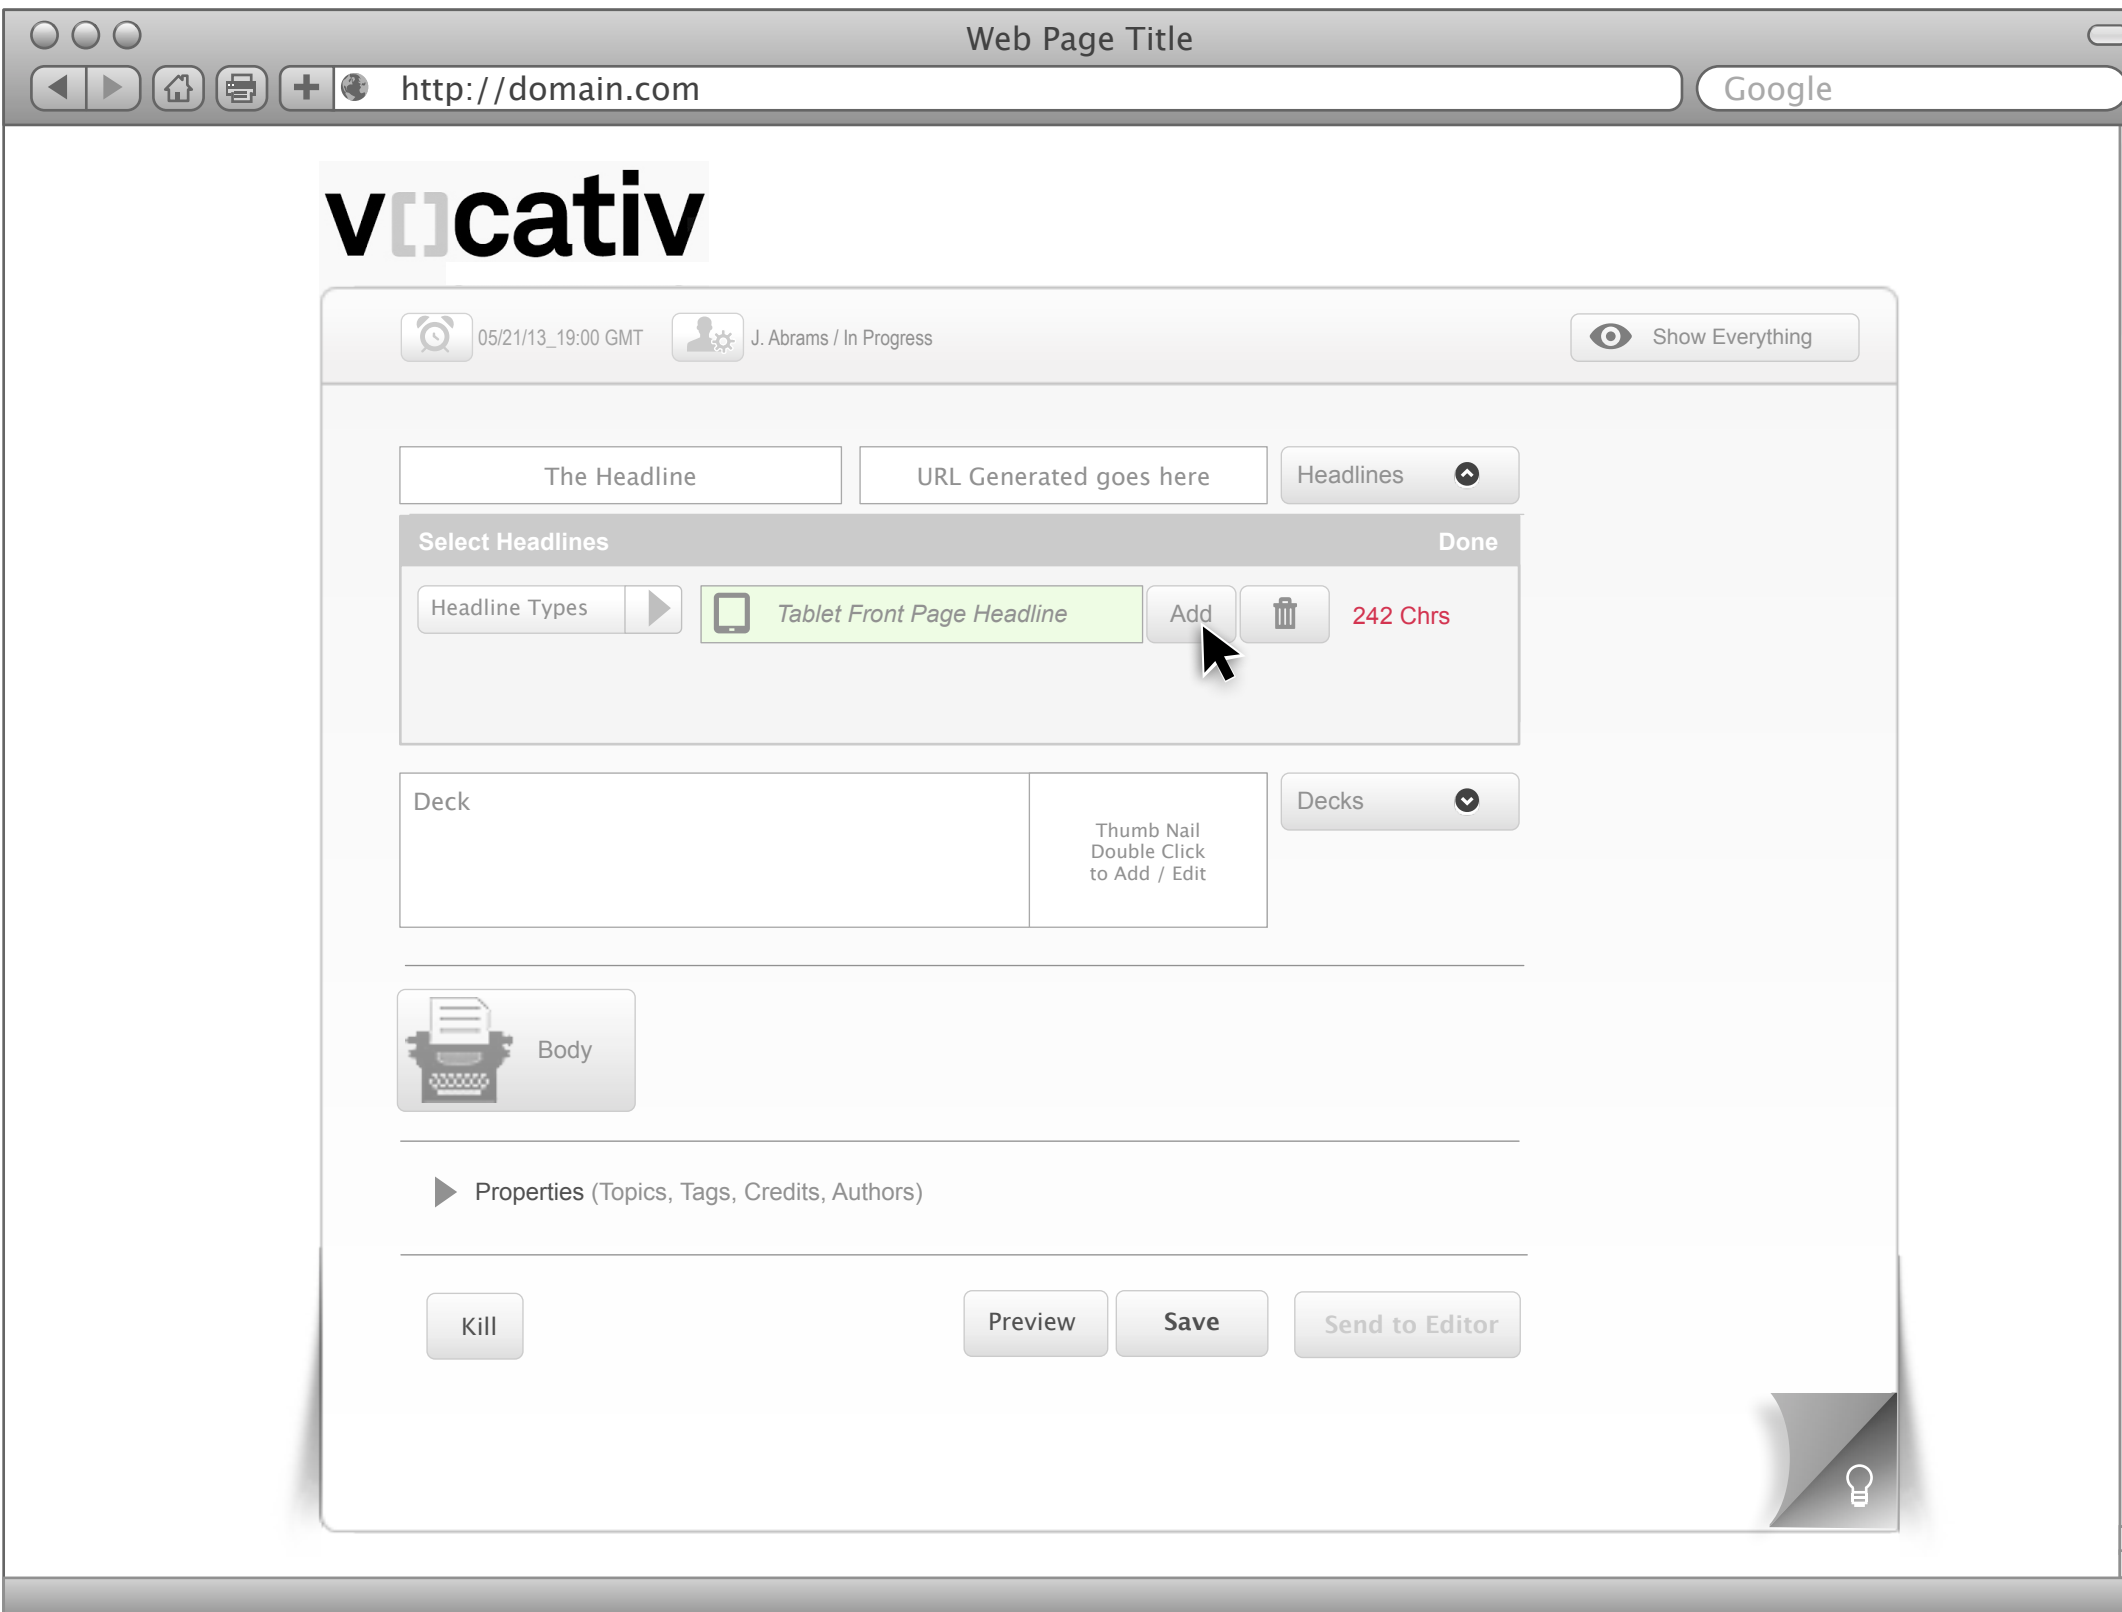 Web Page Title
http://domain.com
Google
v[]cativ
05/21/13_19:00 GMT
J. Abrams / In Progress
Show Everything
The Headline
URL Generated goes here
Headlines
Select Headlines
Done
Headline Types
Tablet Front Page Headline
Add
242 Chrs
Deck
Thumb Nail
Double Click
to Add / Edit
Decks
Body
Properties (Topics, Tags, Credits, Authors)
Kill
Preview
Save
Send to Editor